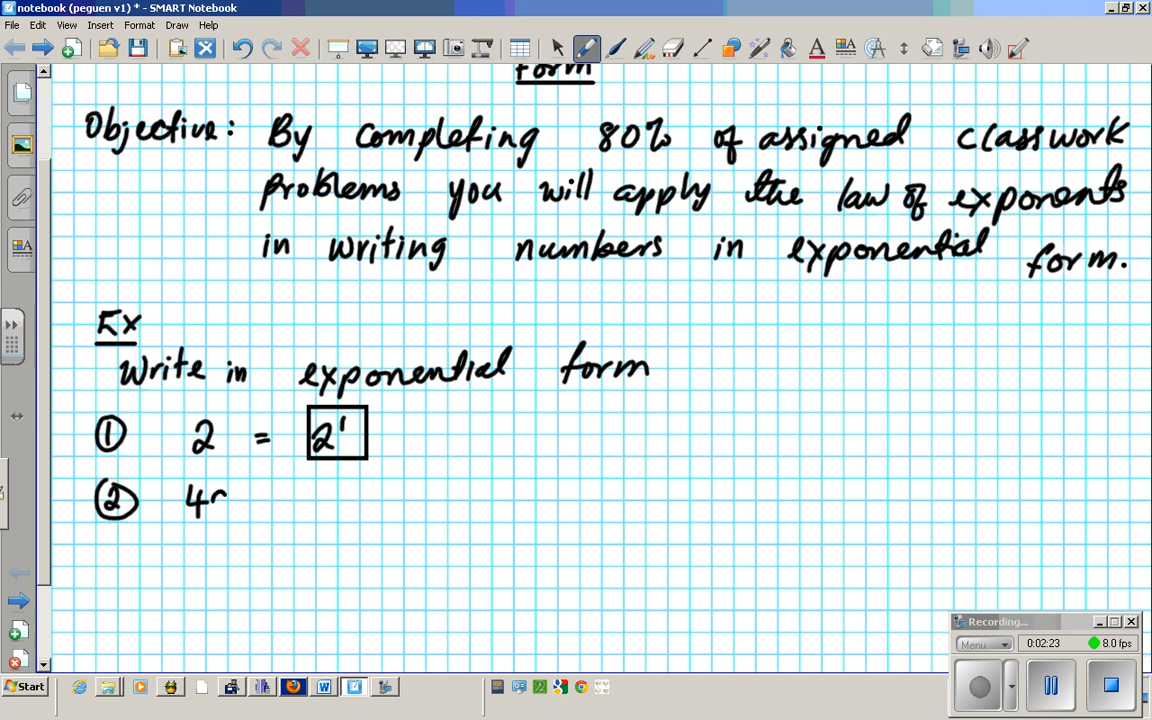 notebook (peguen v1) * - SMART Notebook
File Edit View Insert Format Draw Help
Form
Objective: By completing 80% of assigned classwork
problems you will apply the law of exponents
in writing numbers in exponential form.
Ex
Write in exponential form
① 2 = 2¹
② 4
Recording...
Menu 0:02:23 8.0 fps
Start